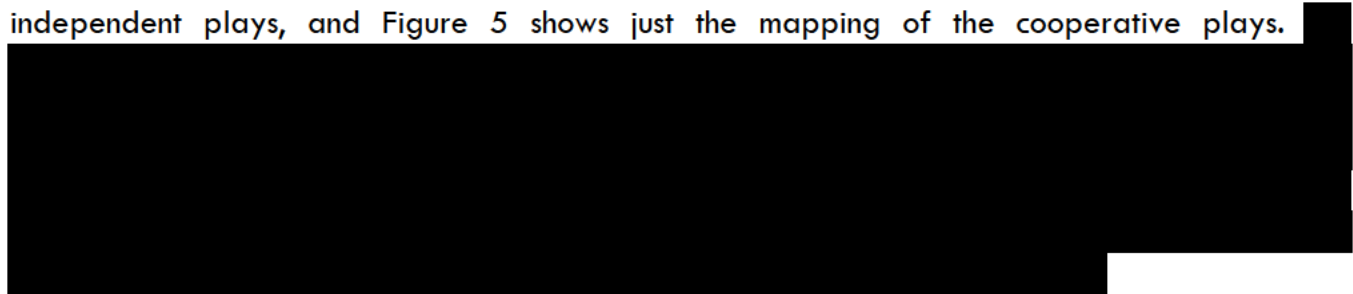 independent plays, and Figure 5 shows just the mapping of the cooperative plays.